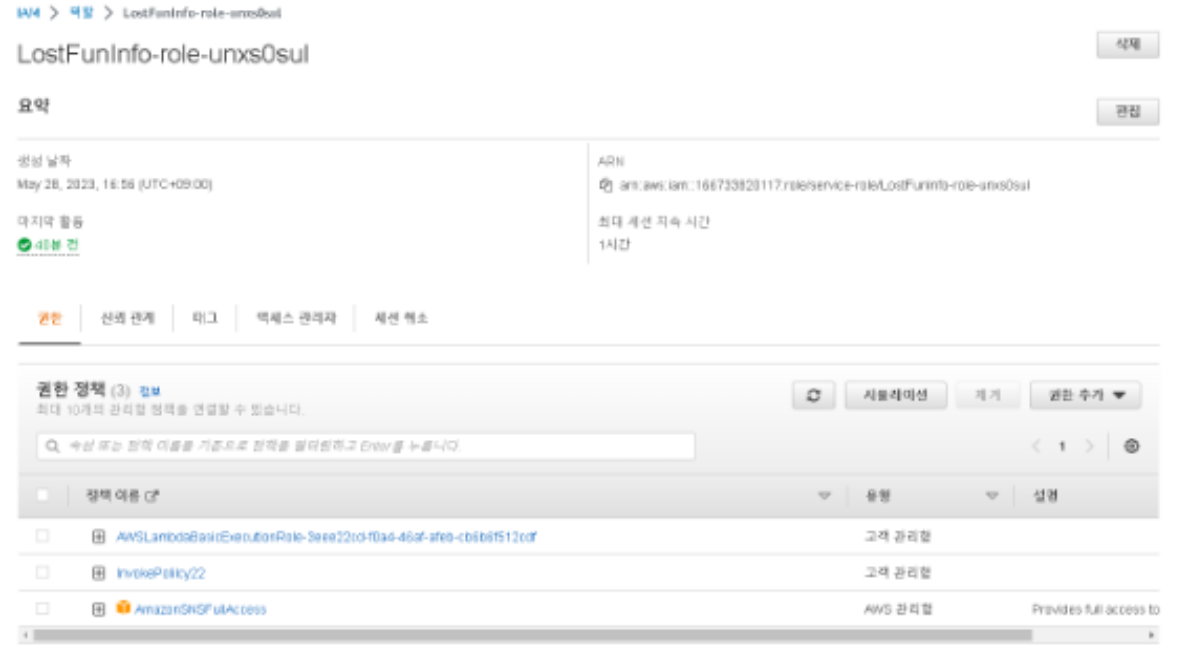 IAM > 역할 > LostFunInfo-role-unxs0sul
LostFunInfo-role-unxs0sul
삭제
요약
편집
생성 날짜
May 28, 2023, 16:56 (UTC+09:00)
ARN
arn:aws:iam::166733820117:role/service-role/LostFunInfo-role-unxs0sul
마지막 활동
최대 세션 지속 시간
1시간
권한
신뢰 관계
태그
액세스 관리자
세션 취소
권한 정책 (3) 정보
최대 10개의 관리형 정책을 연결할 수 있습니다.
시뮬레이션
제거
권한 추가
속성 또는 정책 이름을 기준으로 정책을 필터링하고 Enter를 누릅니다.
1
정책 이름
유형
설명
고객 관리형
InvokePolicy22
고객 관리형
AmazonSNSFullAccess
AWS 관리형
Provides full access to